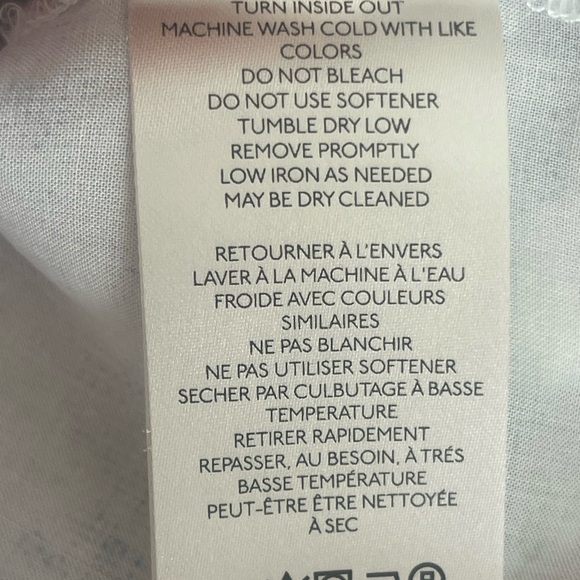 TURN INSIDE OUT
MACHINE WASH COLD WITH LIKE
COLORS
DO NOT BLEACH
DO NOT USE SOFTENER
TUMBLE DRY LOW
REMOVE PROMPTLY
LOW IRON AS NEEDED
MAY BE DRY CLEANED
RETOURNER À L'ENVERS
LAVER À LA MACHINE À L'EAU
FROIDE AVEC COULEURS
SIMILAIRES
NE PAS BLANCHIR
NE PAS UTILISER SOFTENER
SECHER PAR CULBUTAGE À BASSE
TEMPERATURE
RETIRER RAPIDEMENT
REPASSER, AU BESOIN, À TRÉS
BASSE TEMPÉRATURE
PEUT-ÊTRE ÊTRE NETTOYÉE
À SEC